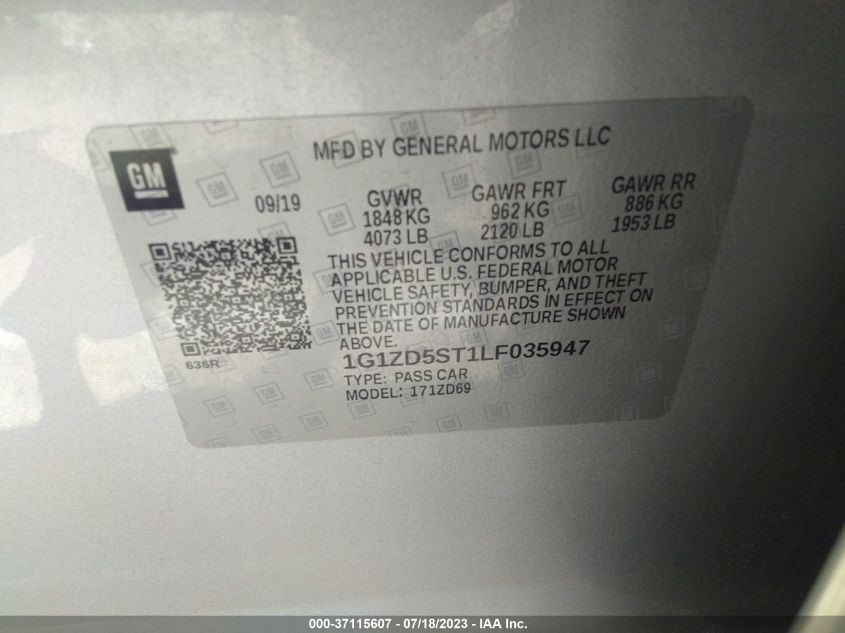 MFD BY GENERAL MOTORS LLC
GM
09/19
GVWR GAWR FRT GAWR RR
1848 KG 962 KG 886 KG
4073 LB 2120 LB 1953 LB
THIS VEHICLE CONFORMS TO ALL
APPLICABLE U.S. FEDERAL MOTOR
VEHICLE SAFETY, BUMPER, AND THEFT
PREVENTION STANDARDS IN EFFECT ON
THE DATE OF MANUFACTURE SHOWN
ABOVE.
636R
1G1ZD5ST1LF035947
TYPE: PASS CAR
MODEL: 171ZD69
000-37115607 / 07/18/2023 - IAA Inc.